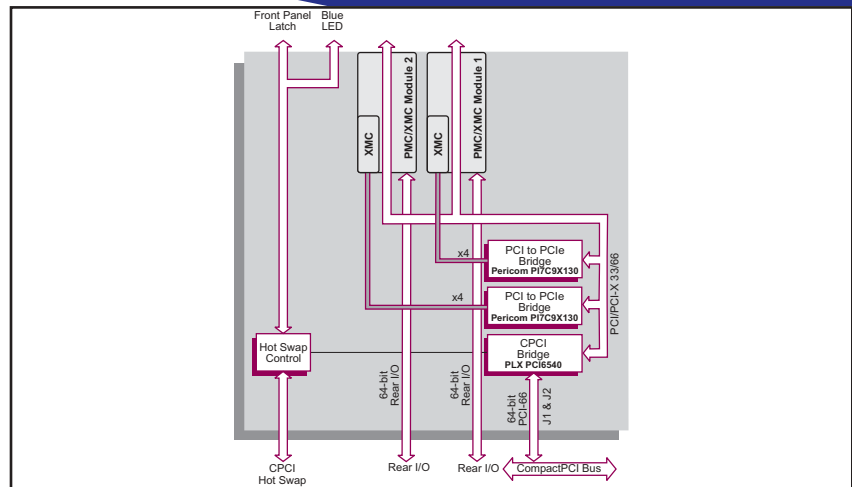 Front Panel
Latch
Blue
LED
PMC/XMC Module 2
XMC
PMC/XMC Module 1
XMC
x4
PCI to PCIe
Bridge
Pericom PI7C9X130
x4
PCI to PCIe
Bridge
Pericom PI7C9X130
PCI/PCI-X 33/66
Hot Swap
Control
CPCI
Bridge
PLX PCI6540
64-bit
Rear I/O
64-bit
Rear I/O
64-bit
PCI-66
J1 & J2
CPCI
Hot Swap
Rear I/O
Rear I/O
CompactPCI Bus